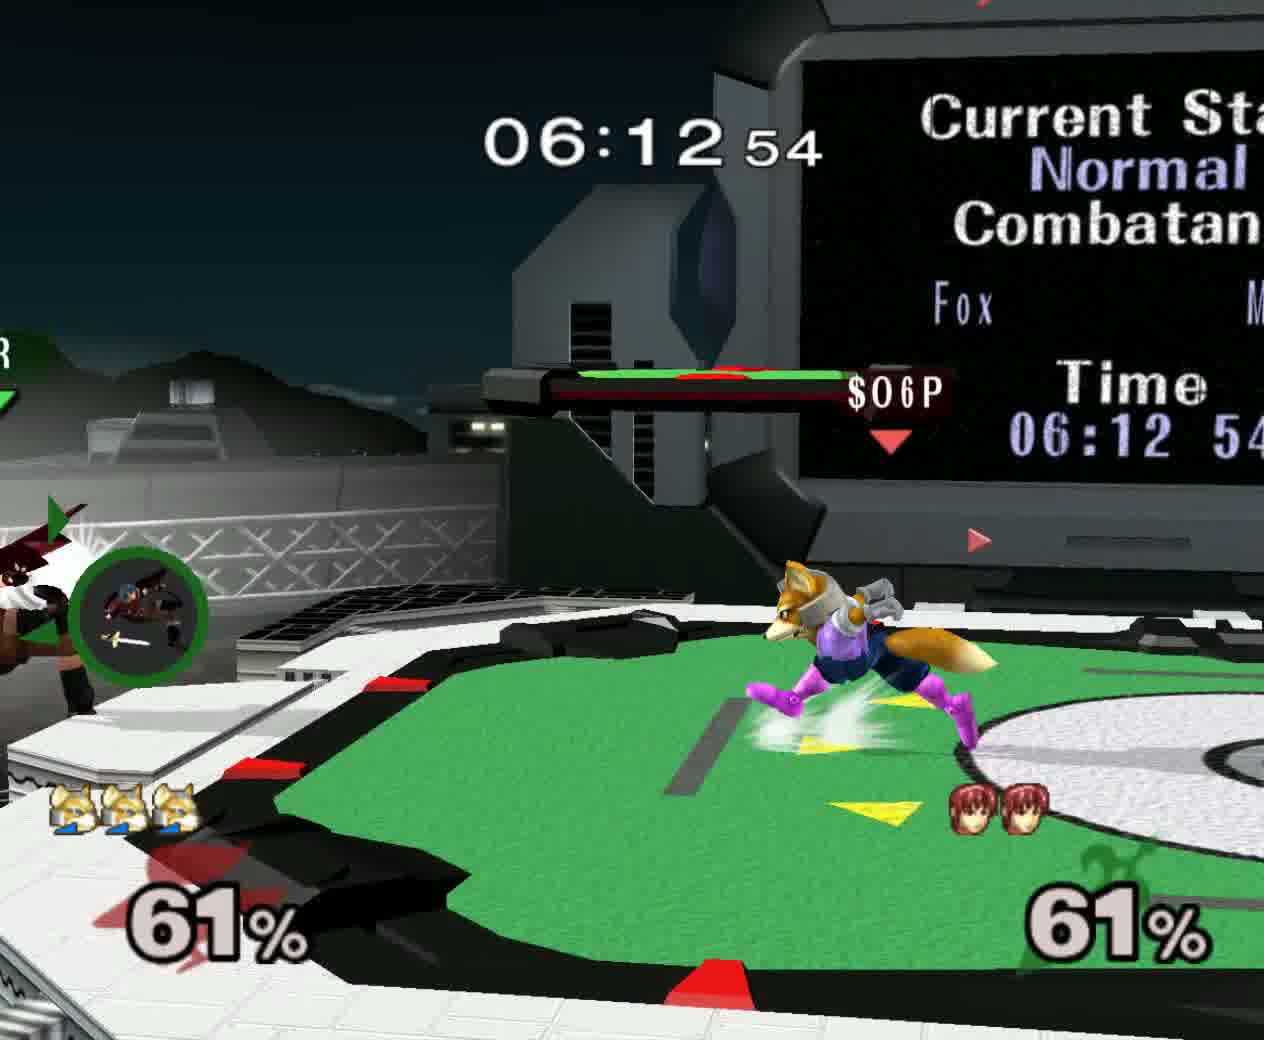 06:12 54
Current Sta
Normal
Combatan
Fox M
Time
06:12 54
R
$06P
61%
61%